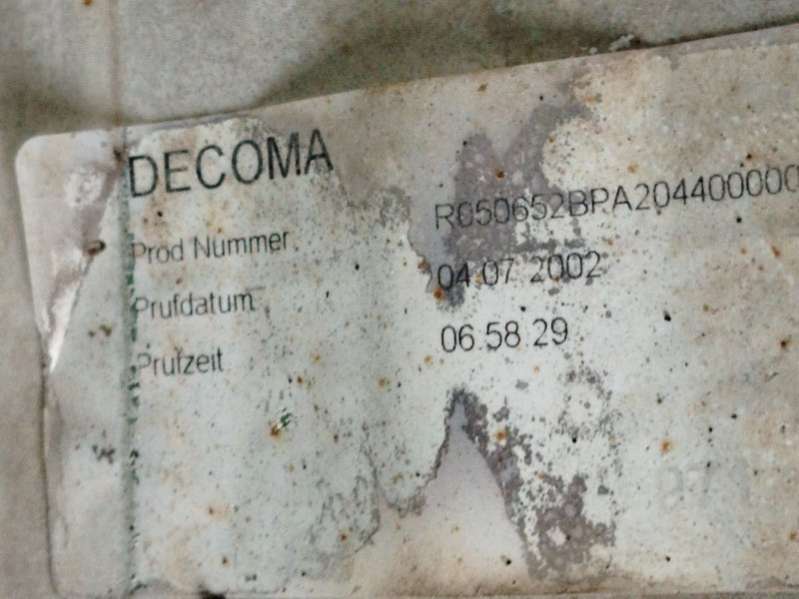 DECOMA
Prod Nummer R050652BPA204400000
Prufdatum 04 07 2002
Prufzeit 06 58 29